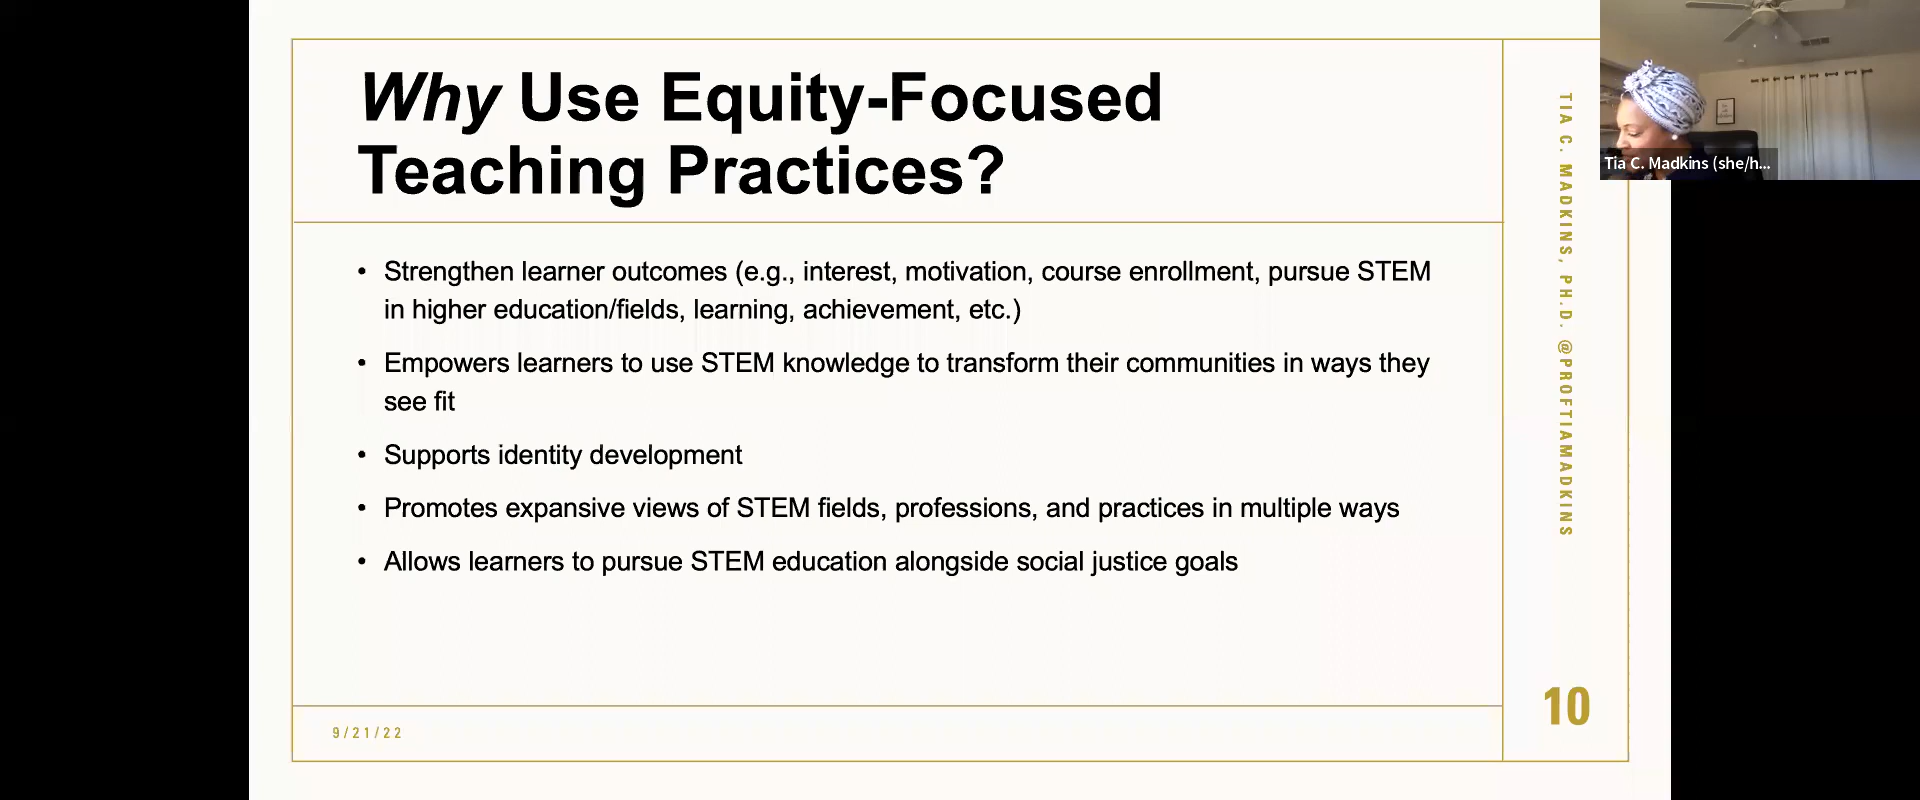 Why Use Equity-Focused
Teaching Practices?
• Strengthen learner outcomes (e.g., interest, motivation, course enrollment, pursue STEM
in higher education/fields, learning, achievement, etc.)
• Empowers learners to use STEM knowledge to transform their communities in ways they
see fit
• Supports identity development
• Promotes expansive views of STEM fields, professions, and practices in multiple ways
• Allows learners to pursue STEM education alongside social justice goals
9/21/22
TIA C. MADKINS, PH.D. @PROFTIAMADKINS
10
Tia C. Madkins (she/h...